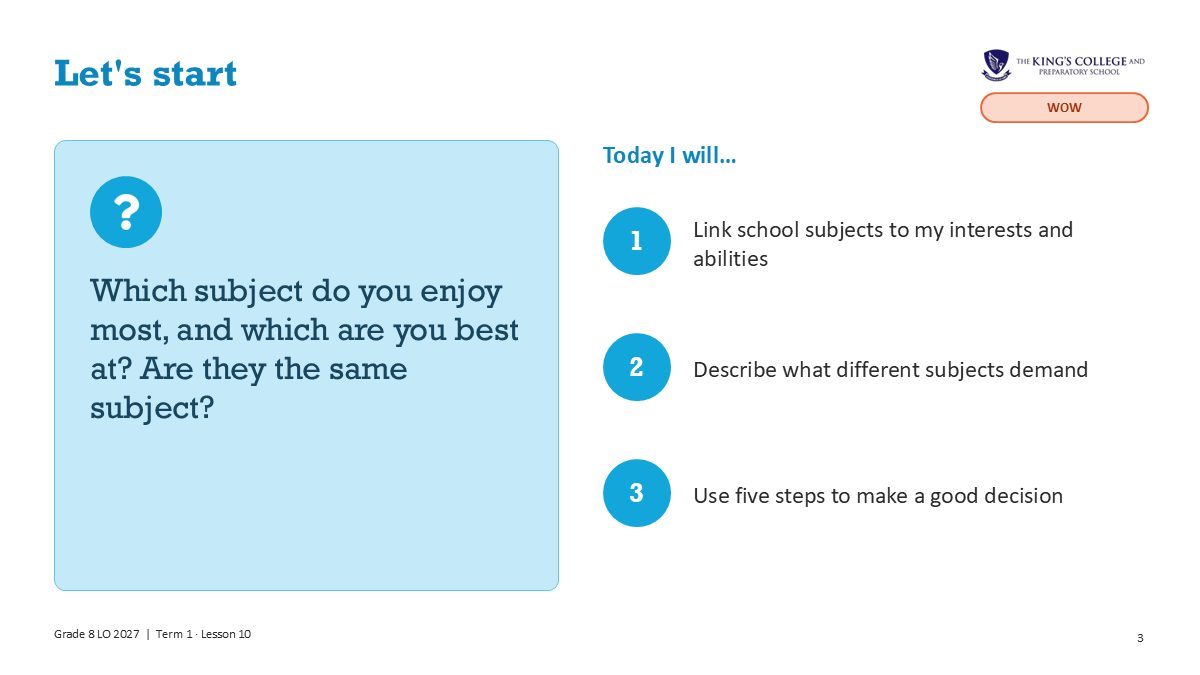 Let's start
THE KING'S COLLEGE AND
PREPARATORY SCHOOL
WOW
?
Which subject do you enjoy
most, and which are you best
at? Are they the same
subject?
Today I will...
1
Link school subjects to my interests and
abilities
2
Describe what different subjects demand
3
Use five steps to make a good decision
Grade 8 LO 2027 | Term 1 · Lesson 10
3